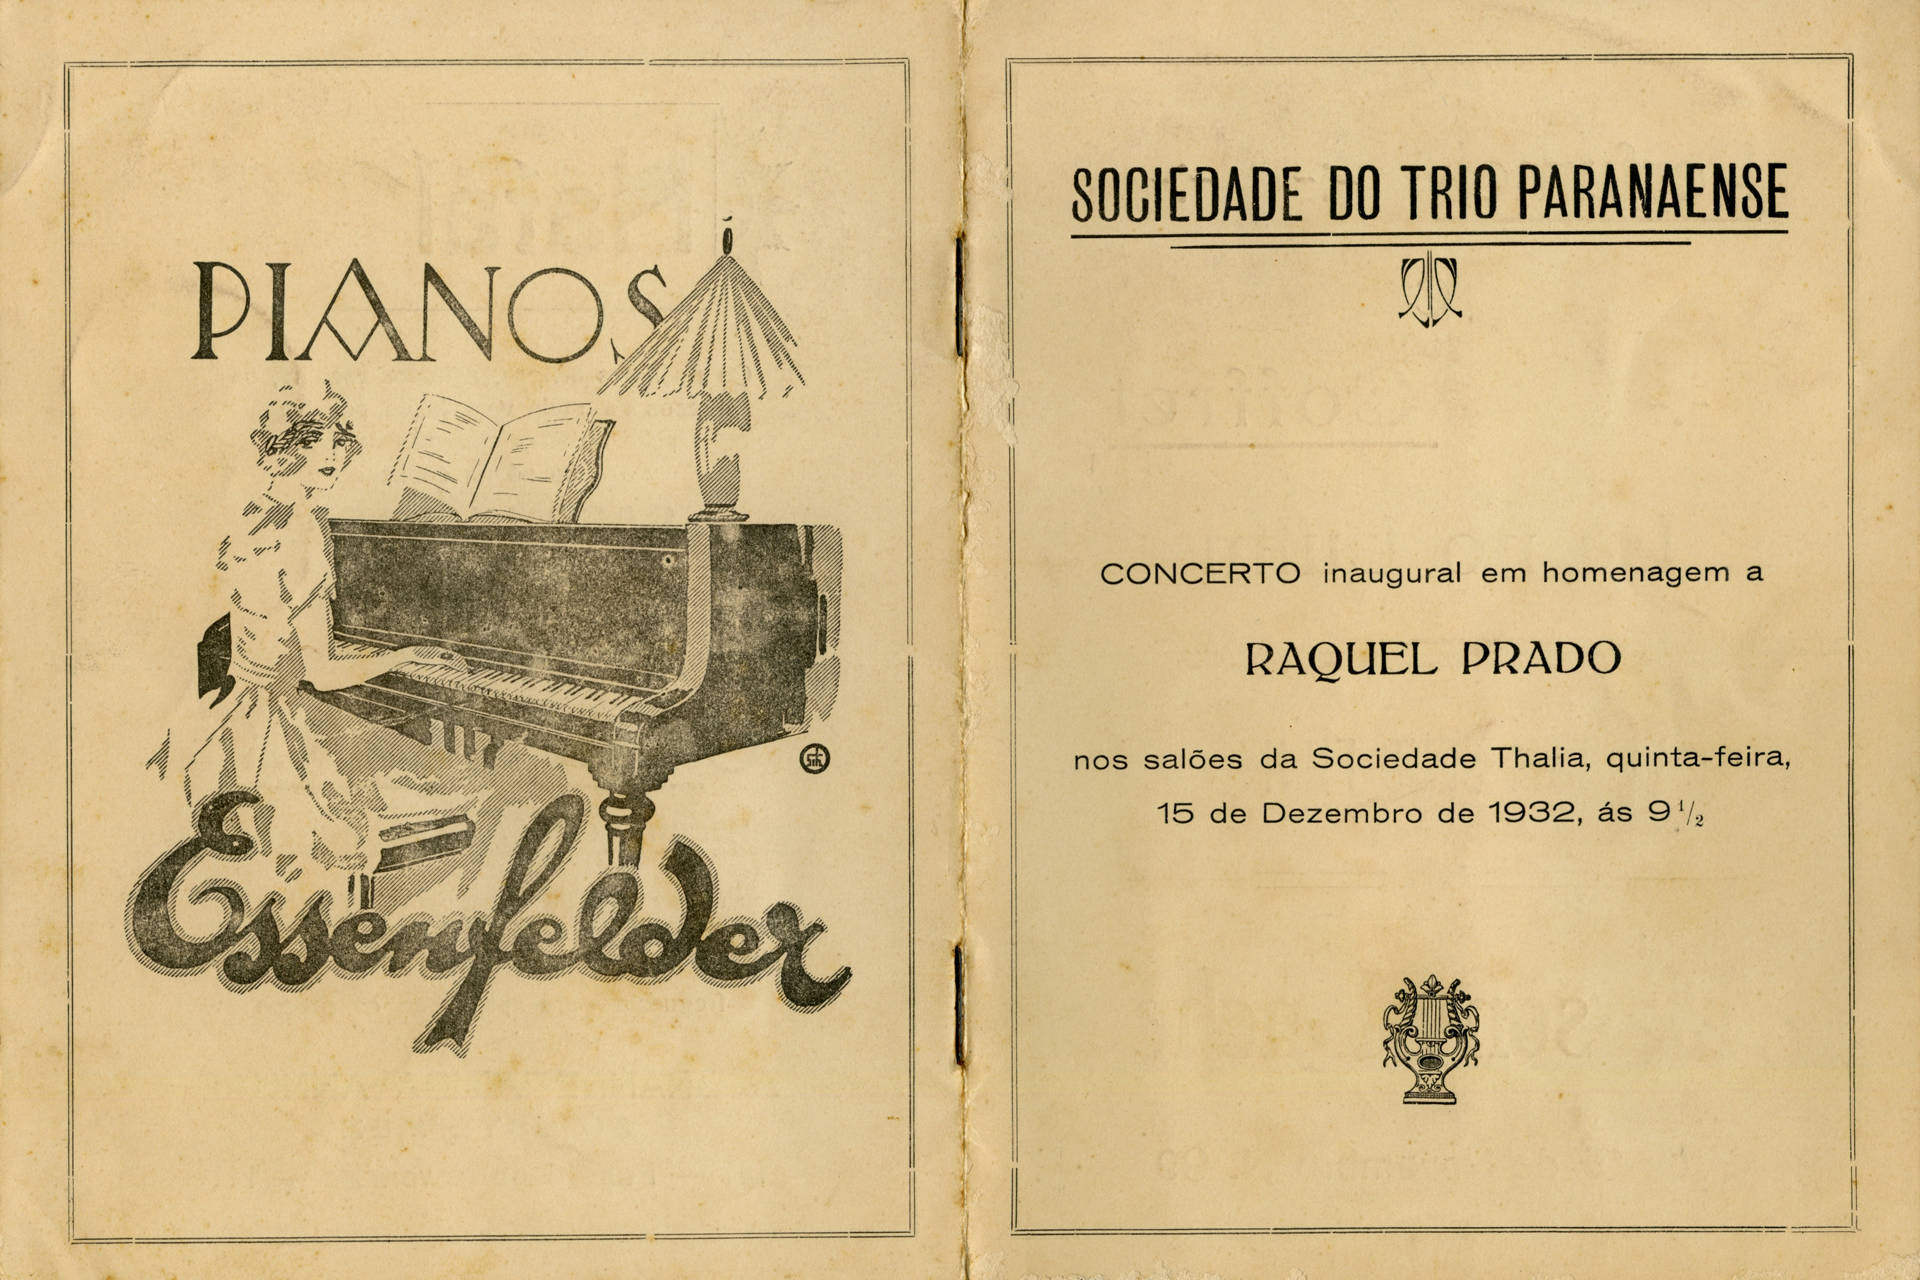 PIANOS
Essenfelder
SOCIEDADE DO TRIO PARANAENSE
CONCERTO inaugural em homenagem a
RAQUEL PRADO
nos salões da Sociedade Thalia, quinta-feira,
15 de Dezembro de 1932, ás 9 1/2